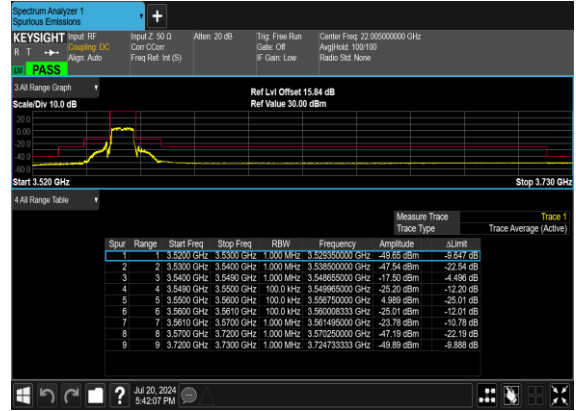 Spectrum Analyzer 1
Spurious Emissions
KEYSIGHT Input: RF Input Z: 50 Ω Atten: 20 dB Trig: Free Run Center Freq: 22.005000000 GHz
R T Coupling: DC Corr CCorr Gate: Off Avg|Hold: 100/100
Align: Auto Freq Ref: Int (S) IF Gain: Low Radio Std: None
PASS
3 All Range Graph
Ref Lvl Offset 15.84 dB
Scale/Div 10.0 dB Ref Value 30.00 dBm
20.0
0.00
-20.0
-40.0
-60.0
Start 3.520 GHz Stop 3.730 GHz
4 All Range Table
Measure Trace Trace 1
Trace Type Trace Average (Active)
Spur Range Start Freq Stop Freq RBW Frequency Amplitude ΔLimit
1 1 3.5200 GHz 3.5300 GHz 1.000 MHz 3.529350000 GHz -49.65 dBm -9.647 dB
2 2 3.5300 GHz 3.5400 GHz 1.000 MHz 3.538500000 GHz -47.54 dBm -22.54 dB
3 3 3.5400 GHz 3.5490 GHz 1.000 MHz 3.548655000 GHz -17.50 dBm -4.496 dB
4 4 3.5490 GHz 3.5500 GHz 100.0 kHz 3.549965000 GHz -25.20 dBm -12.20 dB
5 5 3.5500 GHz 3.5600 GHz 100.0 kHz 3.556750000 GHz 4.989 dBm -25.01 dB
6 6 3.5600 GHz 3.5610 GHz 100.0 kHz 3.560008333 GHz -25.01 dBm -12.01 dB
7 7 3.5610 GHz 3.5700 GHz 1.000 MHz 3.561495000 GHz -23.78 dBm -10.78 dB
8 8 3.5700 GHz 3.7200 GHz 1.000 MHz 3.570250000 GHz -47.19 dBm -22.19 dB
9 9 3.7200 GHz 3.7300 GHz 1.000 MHz 3.724733333 GHz -49.89 dBm -9.888 dB
Jul 20, 2024
5:42:07 PM